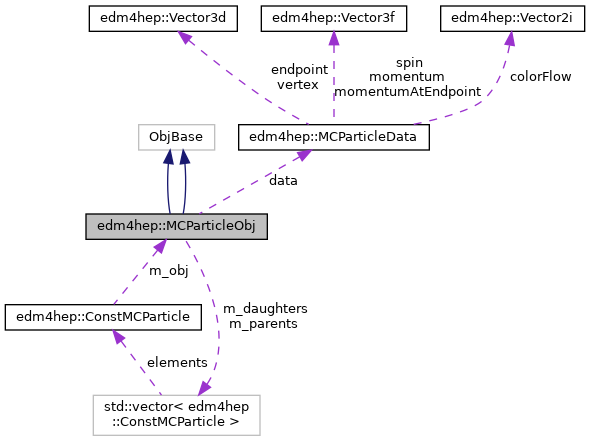 edm4hep::Vector3d
edm4hep::Vector3f
edm4hep::Vector2i
endpoint
vertex
spin
momentum
momentumAtEndpoint
colorFlow
ObjBase
edm4hep::MCParticleData
data
edm4hep::MCParticleObj
m_obj
m_daughters
m_parents
edm4hep::ConstMCParticle
elements
std::vector< edm4hep
::ConstMCParticle >